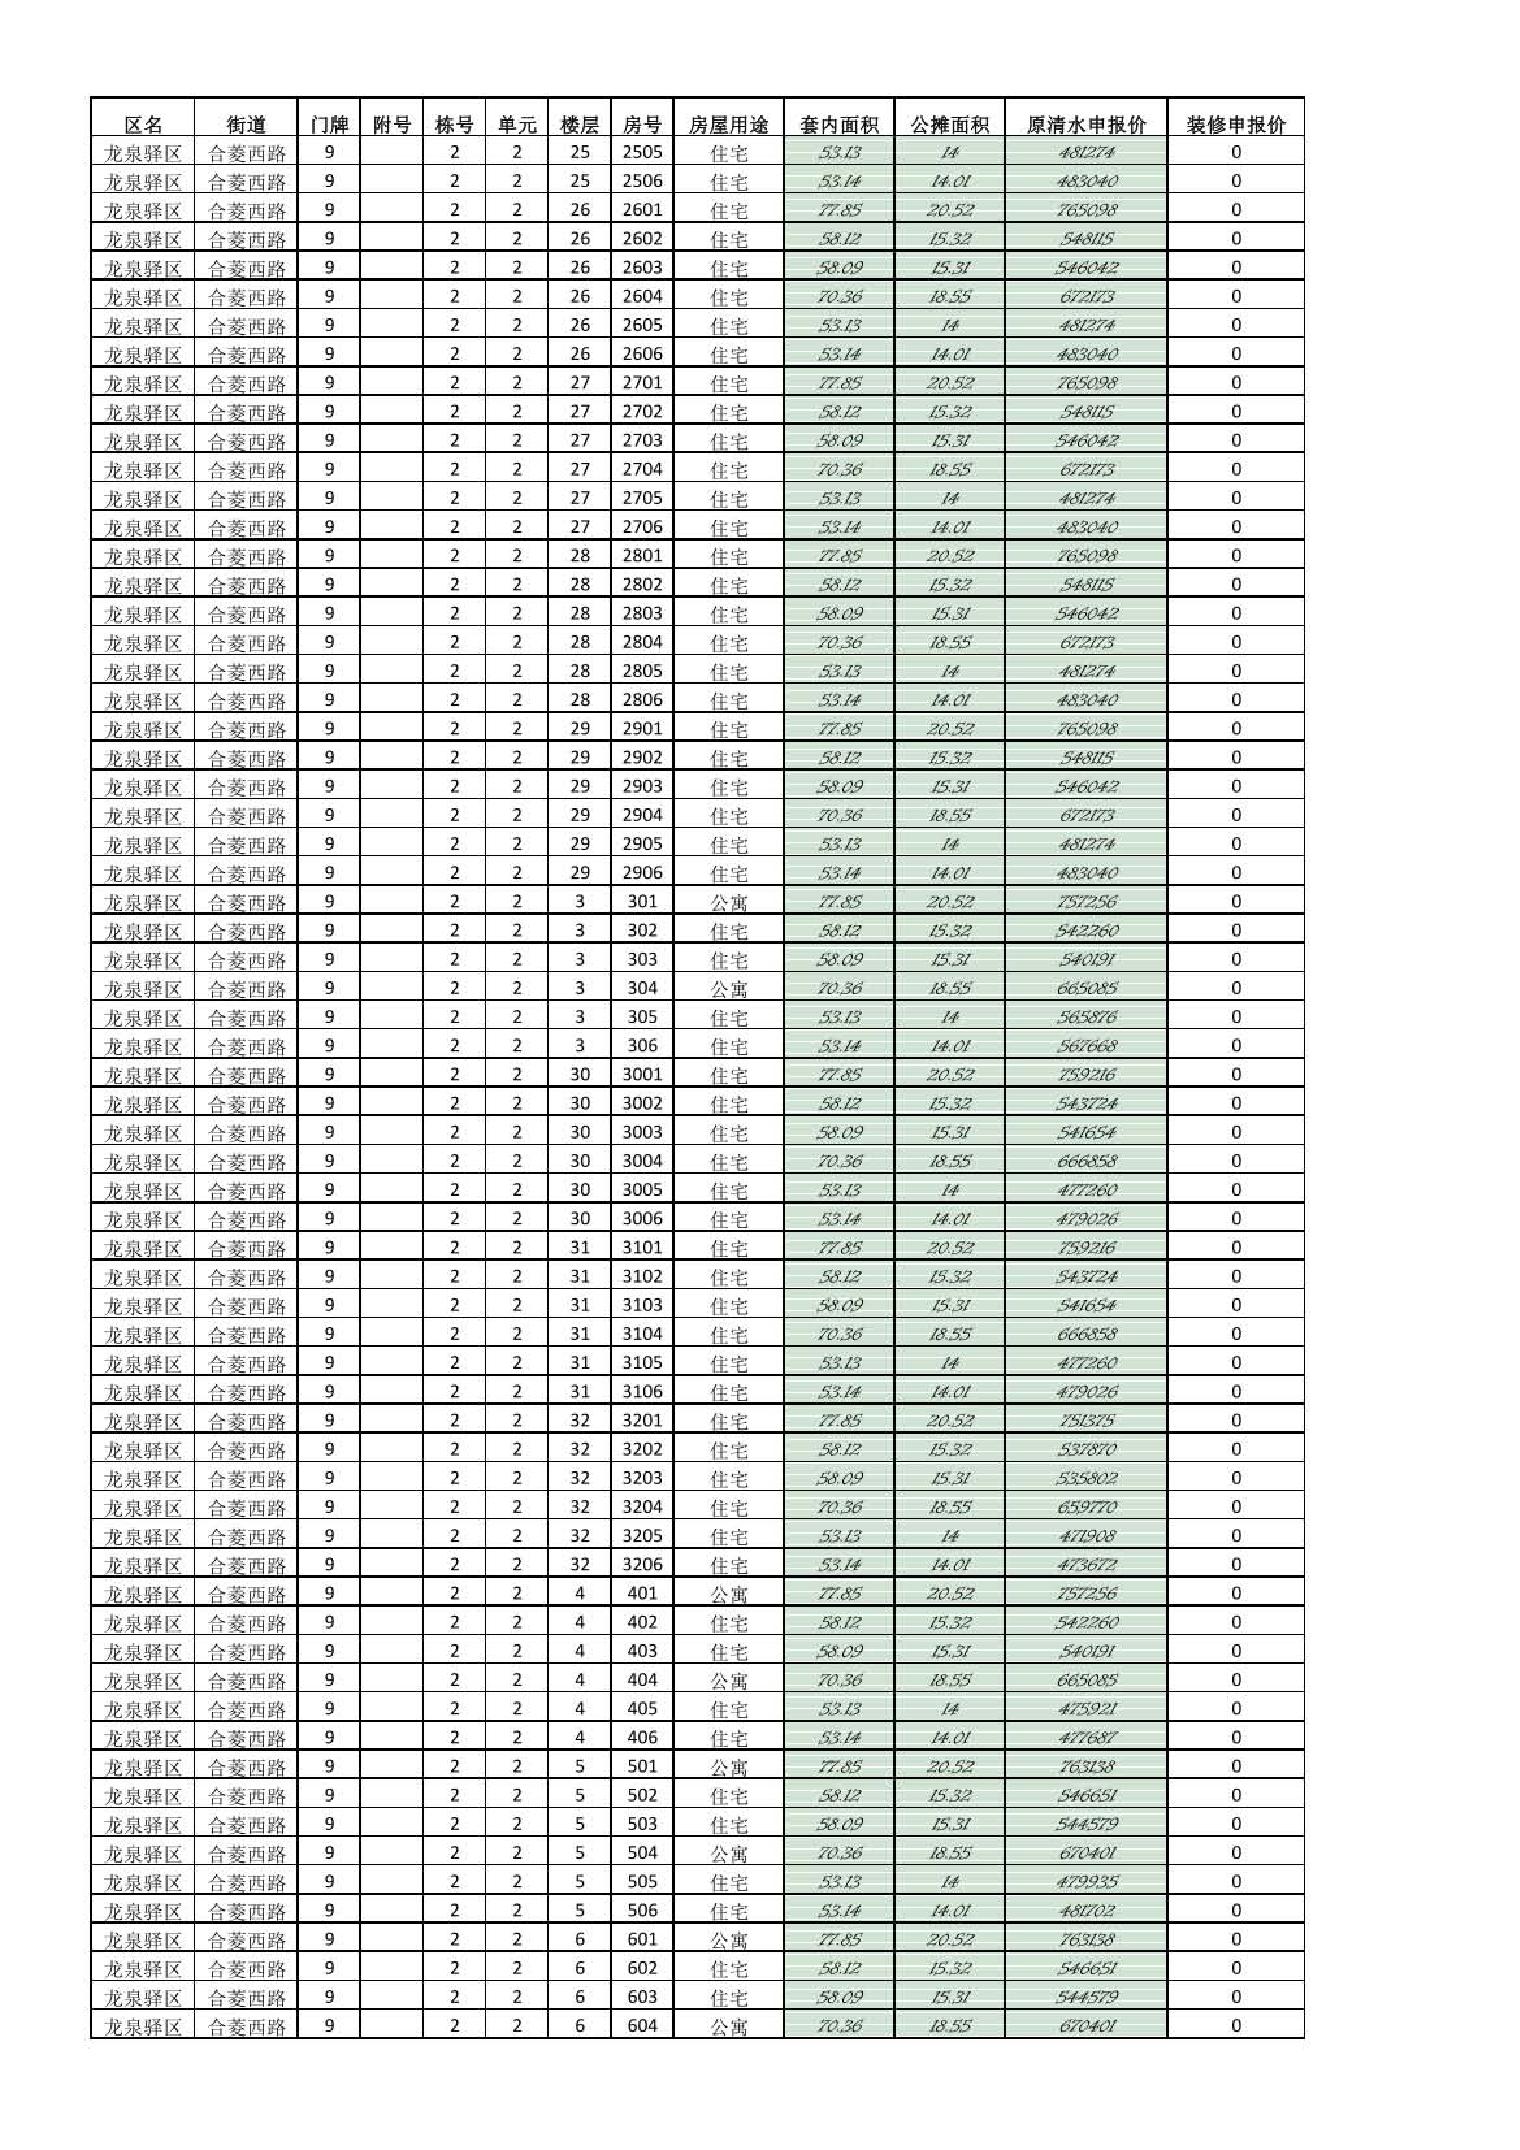 区名 街道 门牌 附号 栋号 单元 楼层 房号 房屋用途 套内面积 公摊面积 原清水申报价 装修申报价
龙泉驿区 合菱西路 9 2 2 25 2505 住宅 53.13 14 481274 0
龙泉驿区 合菱西路 9 2 2 25 2506 住宅 53.14 14.01 483040 0
龙泉驿区 合菱西路 9 2 2 26 2601 住宅 77.85 20.52 765098 0
龙泉驿区 合菱西路 9 2 2 26 2602 住宅 58.12 15.32 548115 0
龙泉驿区 合菱西路 9 2 2 26 2603 住宅 58.09 15.31 546042 0
龙泉驿区 合菱西路 9 2 2 26 2604 住宅 70.36 18.55 672173 0
龙泉驿区 合菱西路 9 2 2 26 2605 住宅 53.13 14 481274 0
龙泉驿区 合菱西路 9 2 2 26 2606 住宅 53.14 14.01 483040 0
龙泉驿区 合菱西路 9 2 2 27 2701 住宅 77.85 20.52 765098 0
龙泉驿区 合菱西路 9 2 2 27 2702 住宅 58.12 15.32 548115 0
龙泉驿区 合菱西路 9 2 2 27 2703 住宅 58.09 15.31 546042 0
龙泉驿区 合菱西路 9 2 2 27 2704 住宅 70.36 18.55 672173 0
龙泉驿区 合菱西路 9 2 2 27 2705 住宅 53.13 14 481274 0
龙泉驿区 合菱西路 9 2 2 27 2706 住宅 53.14 14.01 483040 0
龙泉驿区 合菱西路 9 2 2 28 2801 住宅 77.85 20.52 765098 0
龙泉驿区 合菱西路 9 2 2 28 2802 住宅 58.12 15.32 548115 0
龙泉驿区 合菱西路 9 2 2 28 2803 住宅 58.09 15.31 546042 0
龙泉驿区 合菱西路 9 2 2 28 2804 住宅 70.36 18.55 672173 0
龙泉驿区 合菱西路 9 2 2 28 2805 住宅 53.13 14 481274 0
龙泉驿区 合菱西路 9 2 2 28 2806 住宅 53.14 14.01 483040 0
龙泉驿区 合菱西路 9 2 2 29 2901 住宅 77.85 20.52 765098 0
龙泉驿区 合菱西路 9 2 2 29 2902 住宅 58.12 15.32 548115 0
龙泉驿区 合菱西路 9 2 2 29 2903 住宅 58.09 15.31 546042 0
龙泉驿区 合菱西路 9 2 2 29 2904 住宅 70.36 18.55 672173 0
龙泉驿区 合菱西路 9 2 2 29 2905 住宅 53.13 14 481274 0
龙泉驿区 合菱西路 9 2 2 29 2906 住宅 53.14 14.01 483040 0
龙泉驿区 合菱西路 9 2 2 3 301 公寓 77.85 20.52 757256 0
龙泉驿区 合菱西路 9 2 2 3 302 住宅 58.12 15.32 542260 0
龙泉驿区 合菱西路 9 2 2 3 303 住宅 58.09 15.31 540191 0
龙泉驿区 合菱西路 9 2 2 3 304 公寓 70.36 18.55 665085 0
龙泉驿区 合菱西路 9 2 2 3 305 住宅 53.13 14 565876 0
龙泉驿区 合菱西路 9 2 2 3 306 住宅 53.14 14.01 567668 0
龙泉驿区 合菱西路 9 2 2 30 3001 住宅 77.85 20.52 759216 0
龙泉驿区 合菱西路 9 2 2 30 3002 住宅 58.12 15.32 543724 0
龙泉驿区 合菱西路 9 2 2 30 3003 住宅 58.09 15.31 541654 0
龙泉驿区 合菱西路 9 2 2 30 3004 住宅 70.36 18.55 666858 0
龙泉驿区 合菱西路 9 2 2 30 3005 住宅 53.13 14 477260 0
龙泉驿区 合菱西路 9 2 2 30 3006 住宅 53.14 14.01 479026 0
龙泉驿区 合菱西路 9 2 2 31 3101 住宅 77.85 20.52 759216 0
龙泉驿区 合菱西路 9 2 2 31 3102 住宅 58.12 15.32 543724 0
龙泉驿区 合菱西路 9 2 2 31 3103 住宅 58.09 15.31 541654 0
龙泉驿区 合菱西路 9 2 2 31 3104 住宅 70.36 18.55 666858 0
龙泉驿区 合菱西路 9 2 2 31 3105 住宅 53.13 14 477260 0
龙泉驿区 合菱西路 9 2 2 31 3106 住宅 53.14 14.01 479026 0
龙泉驿区 合菱西路 9 2 2 32 3201 住宅 77.85 20.52 751375 0
龙泉驿区 合菱西路 9 2 2 32 3202 住宅 58.12 15.32 537870 0
龙泉驿区 合菱西路 9 2 2 32 3203 住宅 58.09 15.31 535802 0
龙泉驿区 合菱西路 9 2 2 32 3204 住宅 70.36 18.55 659770 0
龙泉驿区 合菱西路 9 2 2 32 3205 住宅 53.13 14 471908 0
龙泉驿区 合菱西路 9 2 2 32 3206 住宅 53.14 14.01 473672 0
龙泉驿区 合菱西路 9 2 2 4 401 公寓 77.85 20.52 757256 0
龙泉驿区 合菱西路 9 2 2 4 402 住宅 58.12 15.32 542260 0
龙泉驿区 合菱西路 9 2 2 4 403 住宅 58.09 15.31 540191 0
龙泉驿区 合菱西路 9 2 2 4 404 公寓 70.36 18.55 665085 0
龙泉驿区 合菱西路 9 2 2 4 405 住宅 53.13 14 475921 0
龙泉驿区 合菱西路 9 2 2 4 406 住宅 53.14 14.01 477687 0
龙泉驿区 合菱西路 9 2 2 5 501 公寓 77.85 20.52 763138 0
龙泉驿区 合菱西路 9 2 2 5 502 住宅 58.12 15.32 546651 0
龙泉驿区 合菱西路 9 2 2 5 503 住宅 58.09 15.31 544579 0
龙泉驿区 合菱西路 9 2 2 5 504 公寓 70.36 18.55 670401 0
龙泉驿区 合菱西路 9 2 2 5 505 住宅 53.13 14 479935 0
龙泉驿区 合菱西路 9 2 2 5 506 住宅 53.14 14.01 481702 0
龙泉驿区 合菱西路 9 2 2 6 601 公寓 77.85 20.52 763138 0
龙泉驿区 合菱西路 9 2 2 6 602 住宅 58.12 15.32 546651 0
龙泉驿区 合菱西路 9 2 2 6 603 住宅 58.09 15.31 544579 0
龙泉驿区 合菱西路 9 2 2 6 604 公寓 70.36 18.55 670401 0